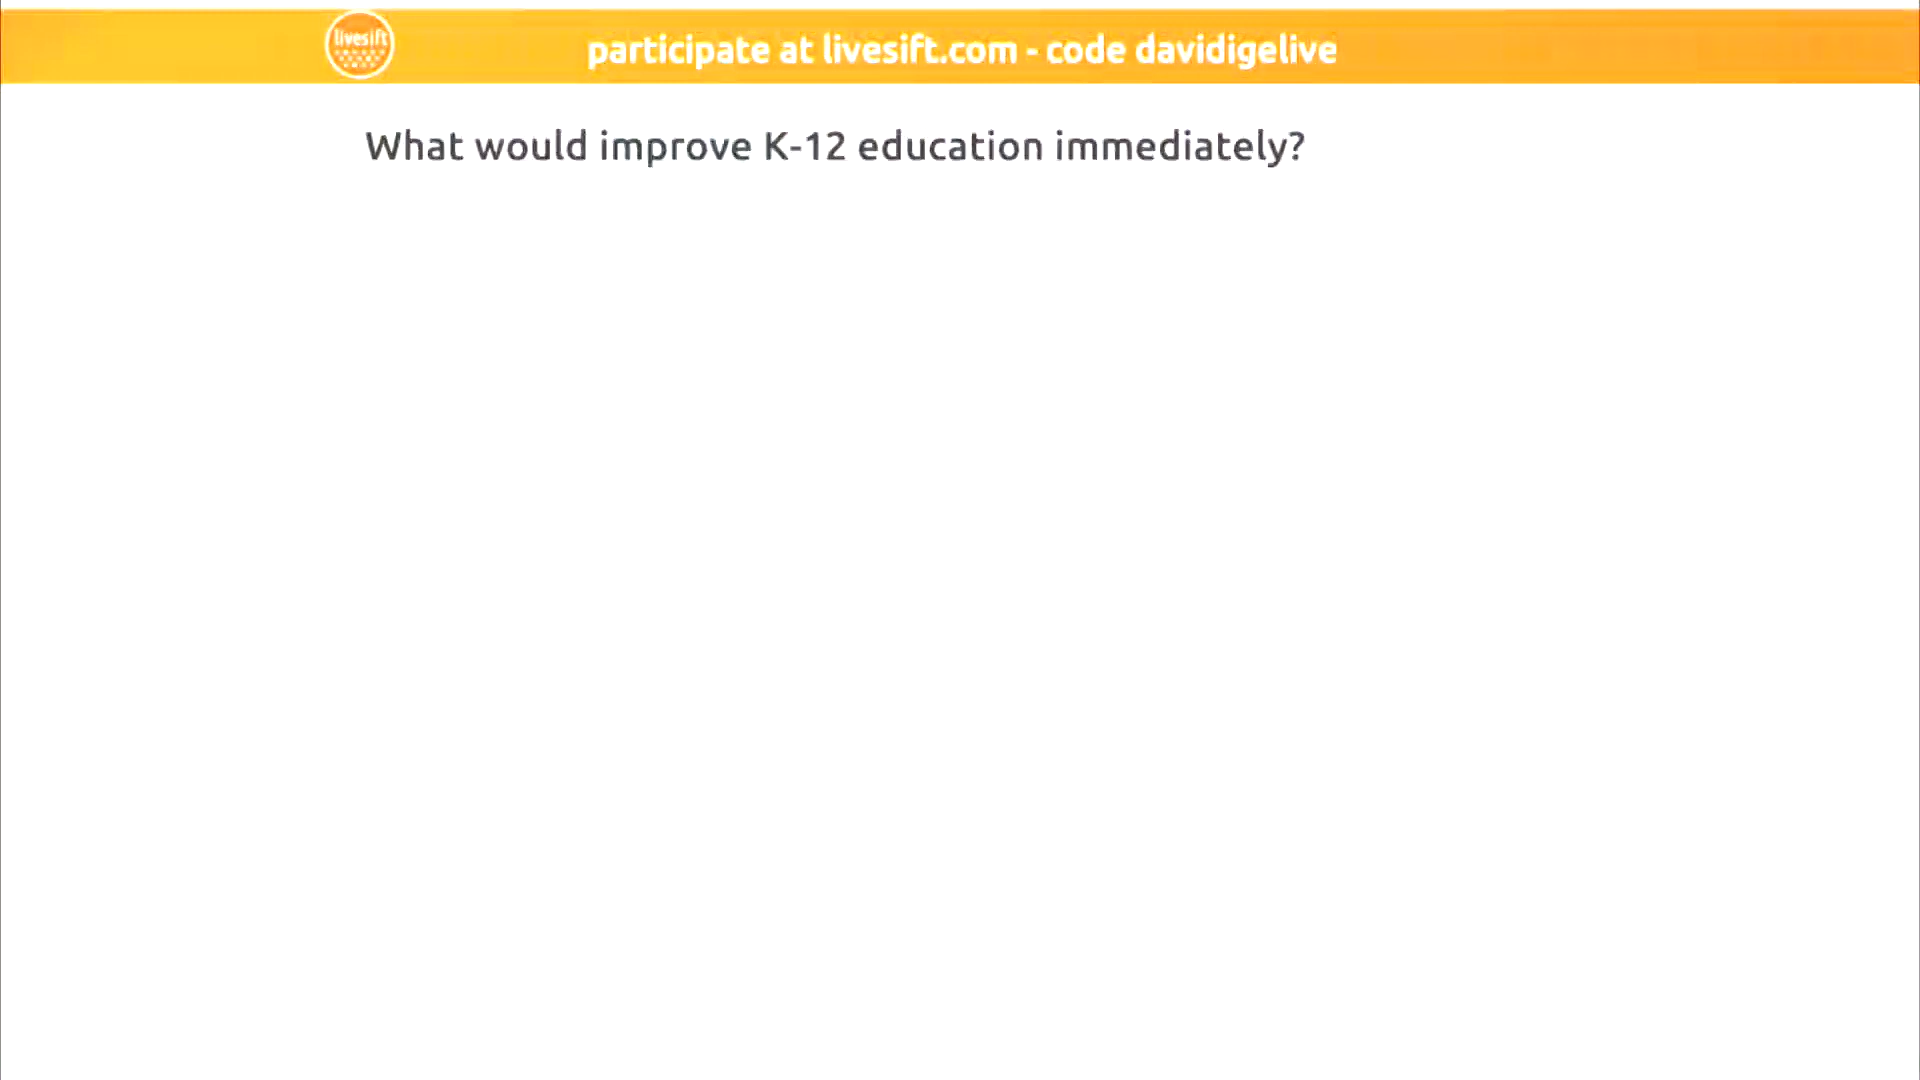 livesift
participate at livesift.com - code davidigelive
What would improve K-12 education immediately?